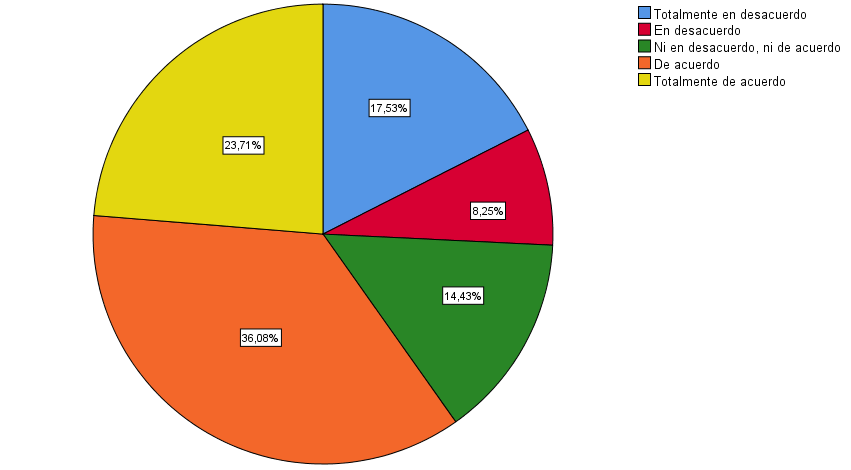 Totalmente en desacuerdo
En desacuerdo
Ni en desacuerdo, ni de acuerdo
De acuerdo
Totalmente de acuerdo
17,53%
23,71%
8,25%
14,43%
36,08%